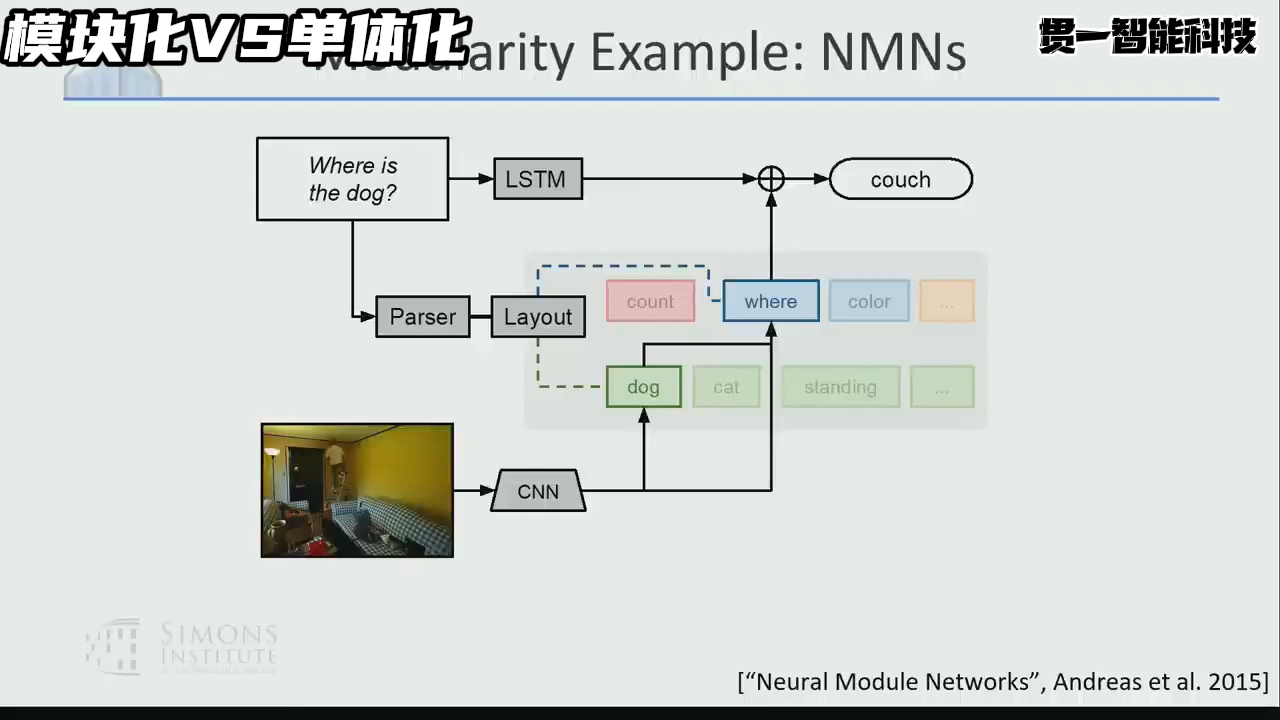 模块化VS单体化
Modularity Example: NMNs
贯一智能科技
Where is
the dog?
LSTM
couch
Parser
Layout
count
where
color
...
dog
cat
standing
...
CNN
SIMONS
INSTITUTE
["Neural Module Networks", Andreas et al. 2015]